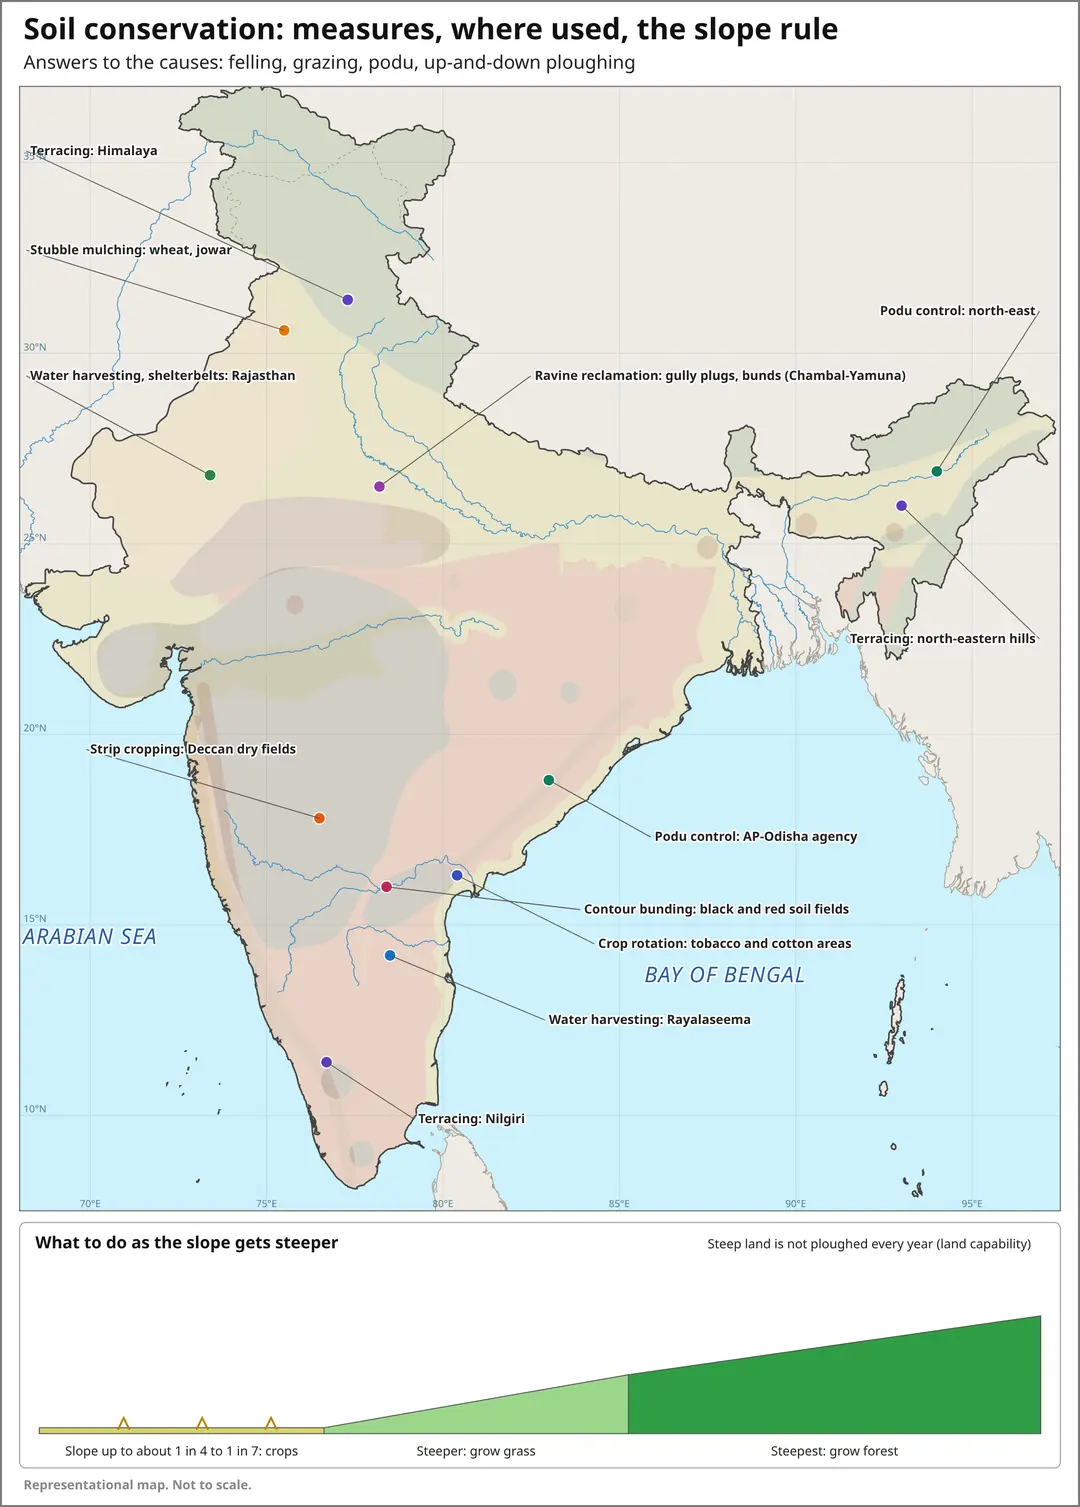 Soil conservation: measures, where used, the slope rule
Answers to the causes: felling, grazing, podu, up-and-down ploughing
Terracing: Himalaya
35°N
Stubble mulching: wheat, jowar
Podu control: north-east
30°N
Water harvesting, shelterbelts: Rajasthan
Ravine reclamation: gully plugs, bunds (Chambal-Yamuna)
25°N
Terracing: north-eastern hills
20°N
Strip cropping: Deccan dry fields
Podu control: AP-Odisha agency
Contour bunding: black and red soil fields
15°N
ARABIAN SEA
Crop rotation: tobacco and cotton areas
BAY OF BENGAL
Water harvesting: Rayalaseema
10°N
Terracing: Nilgiri
70°E
75°E
80°E
85°E
90°E
95°E
What to do as the slope gets steeper
Steep land is not ploughed every year (land capability)
Slope up to about 1 in 4 to 1 in 7: crops
Steeper: grow grass
Steepest: grow forest
Representational map. Not to scale.